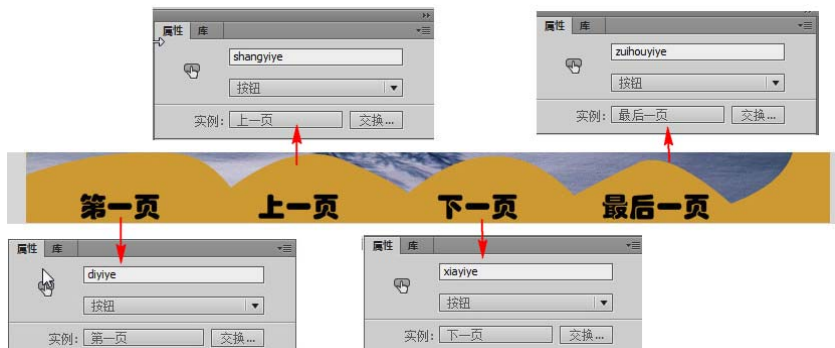 属性 库
shangyiye
按钮
实例: 上一页 交换...
属性 库
zuihouyiye
按钮
实例: 最后一页 交换...
第一页 上一页 下一页 最后一页
属性 库
diyiye
按钮
实例: 第一页 交换...
属性 库
xiayiye
按钮
实例: 下一页 交换...